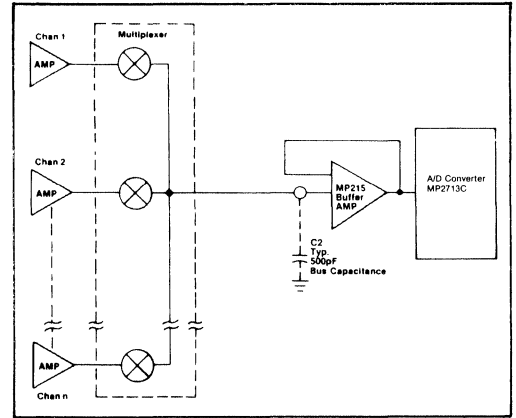 Chan 1
Multiplexer
AMP
Chan 2
AMP
MP215
Buffer
AMP
A/D Converter
MP2713C
C2
Typ.
500pF
Bus Capacitance
AMP
Chan n